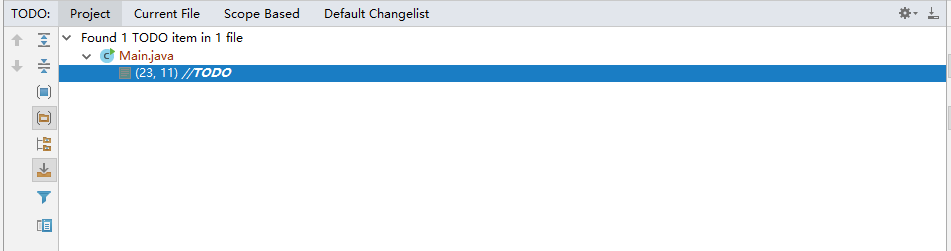 TODO: Project Current File Scope Based Default Changelist
Found 1 TODO item in 1 file
Main.java
(23, 11) //TODO